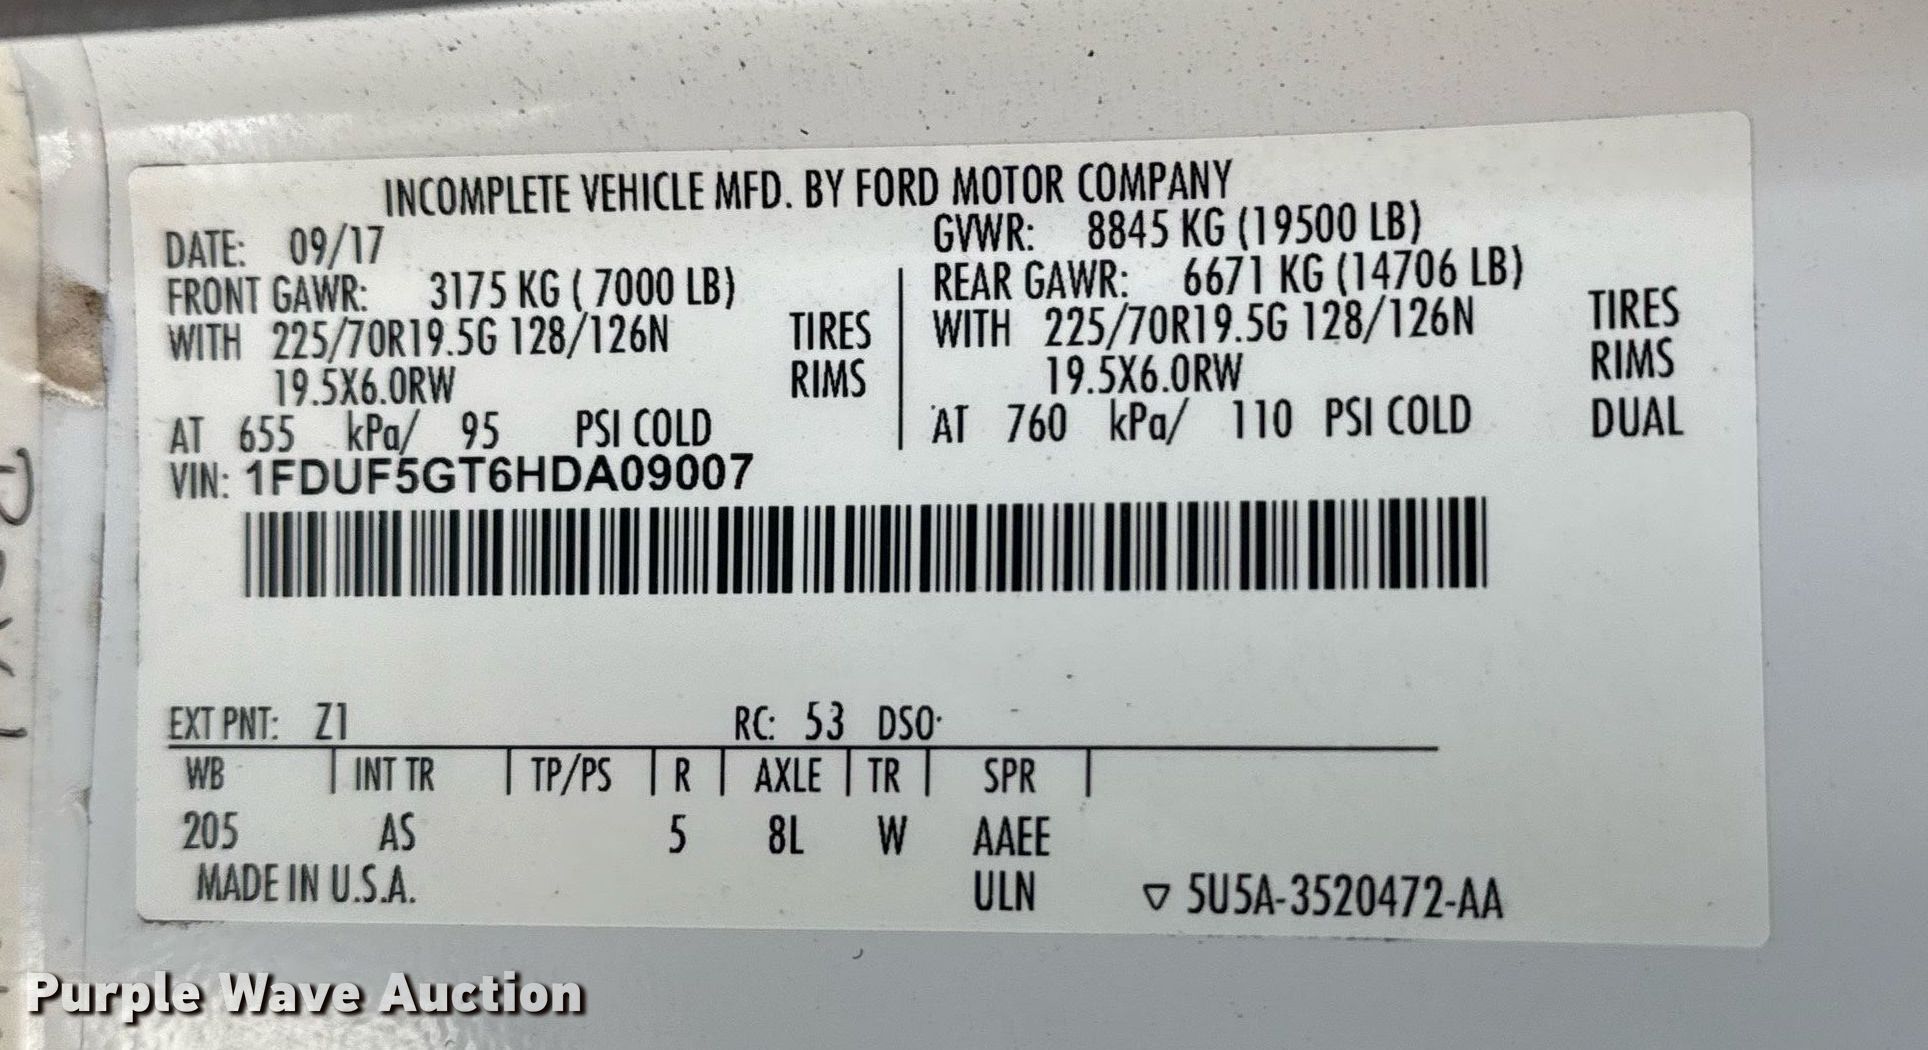 INCOMPLETE VEHICLE MFD. BY FORD MOTOR COMPANY
DATE: 09/17 GVWR: 8845 KG (19500 LB)
FRONT GAWR: 3175 KG ( 7000 LB) REAR GAWR: 6671 KG (14706 LB)
WITH 225/70R19.5G 128/126N TIRES WITH 225/70R19.5G 128/126N TIRES
19.5X6.0RW RIMS 19.5X6.0RW RIMS
AT 655 kPa/ 95 PSI COLD AT 760 kPa/ 110 PSI COLD DUAL
VIN: 1FDUF5GT6HDA09007
EXT PNT: Z1 RC: 53 DSO:
WB INT TR TP/PS R AXLE TR SPR
205 AS 5 8L W AAEE
MADE IN U.S.A. ULN ▽ 5U5A-3520472-AA
Purple Wave Auction